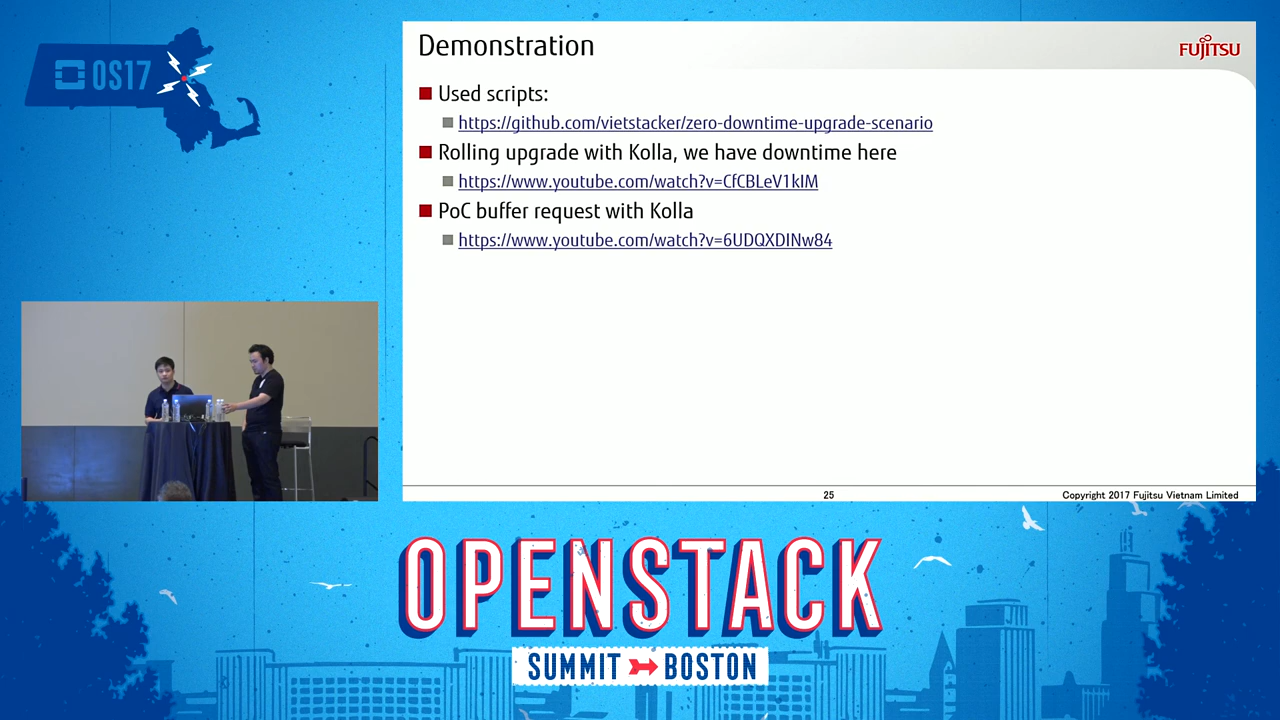 OS17
Demonstration
FUJITSU
Used scripts:
https://github.com/vietstacker/zero-downtime-upgrade-scenario
Rolling upgrade with Kolla, we have downtime here
https://www.youtube.com/watch?v=CfCBLeV1kIM
PoC buffer request with Kolla
https://www.youtube.com/watch?v=6UDQXDINw84
25
Copyright 2017 Fujitsu Vietnam Limited
OPENSTACK
SUMMIT BOSTON